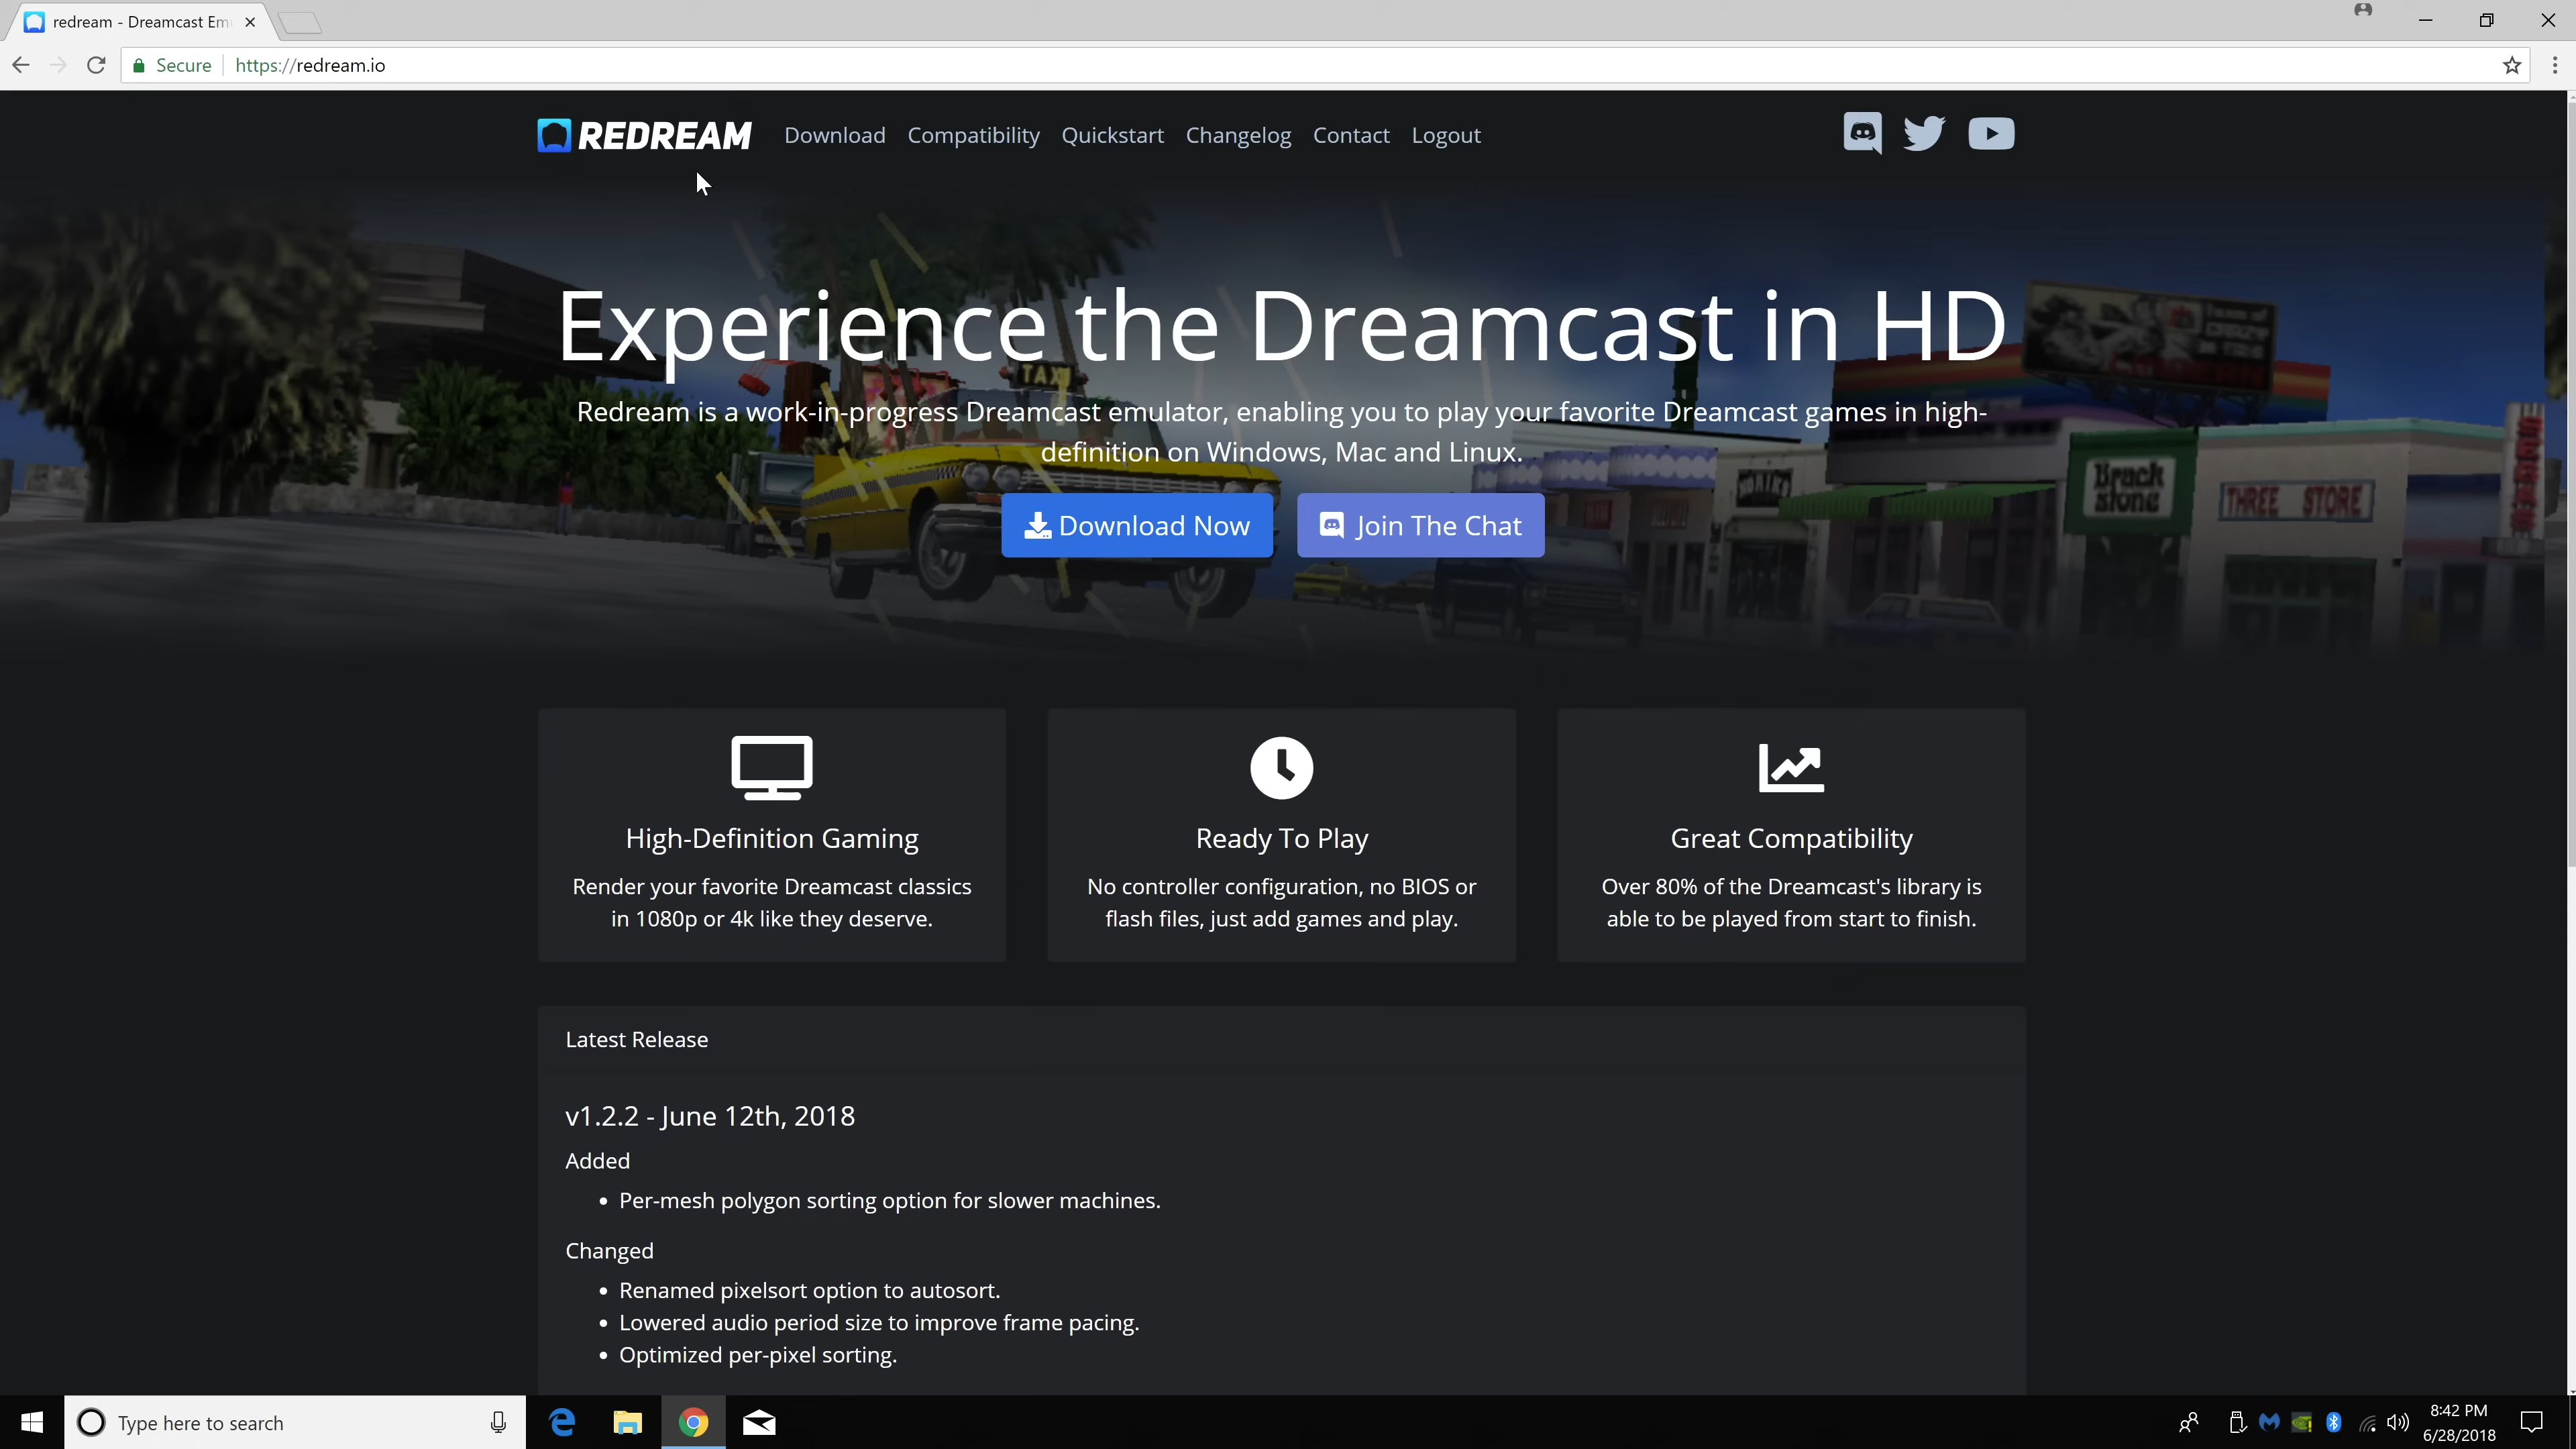 redream - Dreamcast Em
Secure
https://redream.io
REDREAM
Download Compatibility Quickstart Changelog Contact Logout
Experience the Dreamcast in HD
TAXI
Redream is a work-in-progress Dreamcast emulator, enabling you to play your favorite Dreamcast games in high-
definition on Windows, Mac and Linux.
Download Now
Join The Chat
THREE STORE
High-Definition Gaming
Render your favorite Dreamcast classics
in 1080p or 4k like they deserve.
Ready To Play
No controller configuration, no BIOS or
flash files, just add games and play.
Great Compatibility
Over 80% of the Dreamcast's library is
able to be played from start to finish.
Latest Release
v1.2.2 - June 12th, 2018
Added
• Per-mesh polygon sorting option for slower machines.
Changed
• Renamed pixelsort option to autosort.
• Lowered audio period size to improve frame pacing.
• Optimized per-pixel sorting.
Type here to search
8:42 PM
6/28/2018